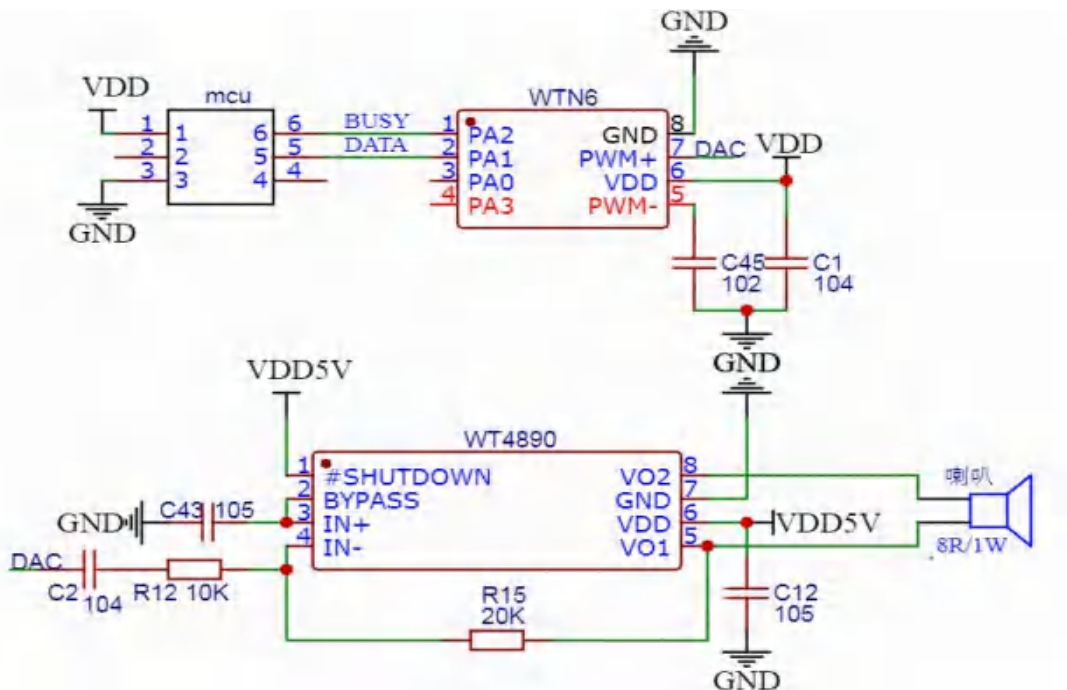 GND
VDD
mcu
WTN6
1 1 6 6 BUSY 1 PA2 GND 8
2 2 5 5 DATA 2 PA1 PWM+ 7 DAC VDD
3 3 4 4 3 PA0 VDD 6
4 PA3 PWM- 5
GND
C45 C1
102 104
GND
VDD5V
WT4890
1 #SHUTDOWN VO2 8 喇叭
2 BYPASS GND 7
GND C43 105 3 IN+ VDD 6 VDD5V
DAC 4 IN- VO1 5 8R/1W
C2 104 R12 10K
R15
20K
C12
105
GND